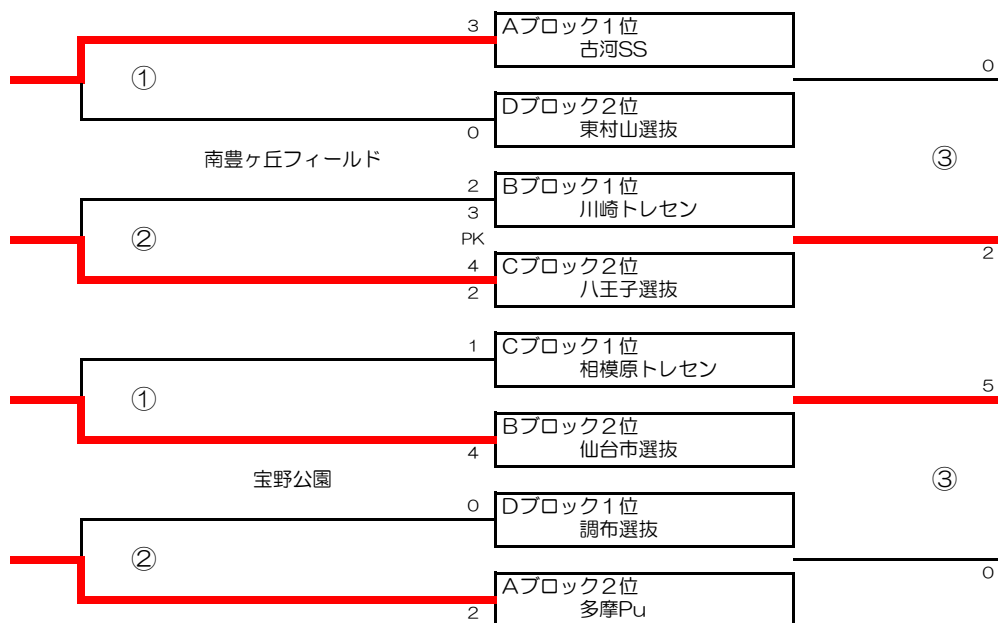 3
Aブロック1位
古河SS
0
①
Dブロック2位
0
東村山選抜
南豊ヶ丘フィールド
③
2
Bブロック1位
3
川崎トレセン
②
PK
2
4
Cブロック2位
2
八王子選抜
1
Cブロック1位
相模原トレセン
5
①
Bブロック2位
4
仙台市選抜
宝野公園
③
0
Dブロック1位
調布選抜
②
0
Aブロック2位
2
多摩Pu